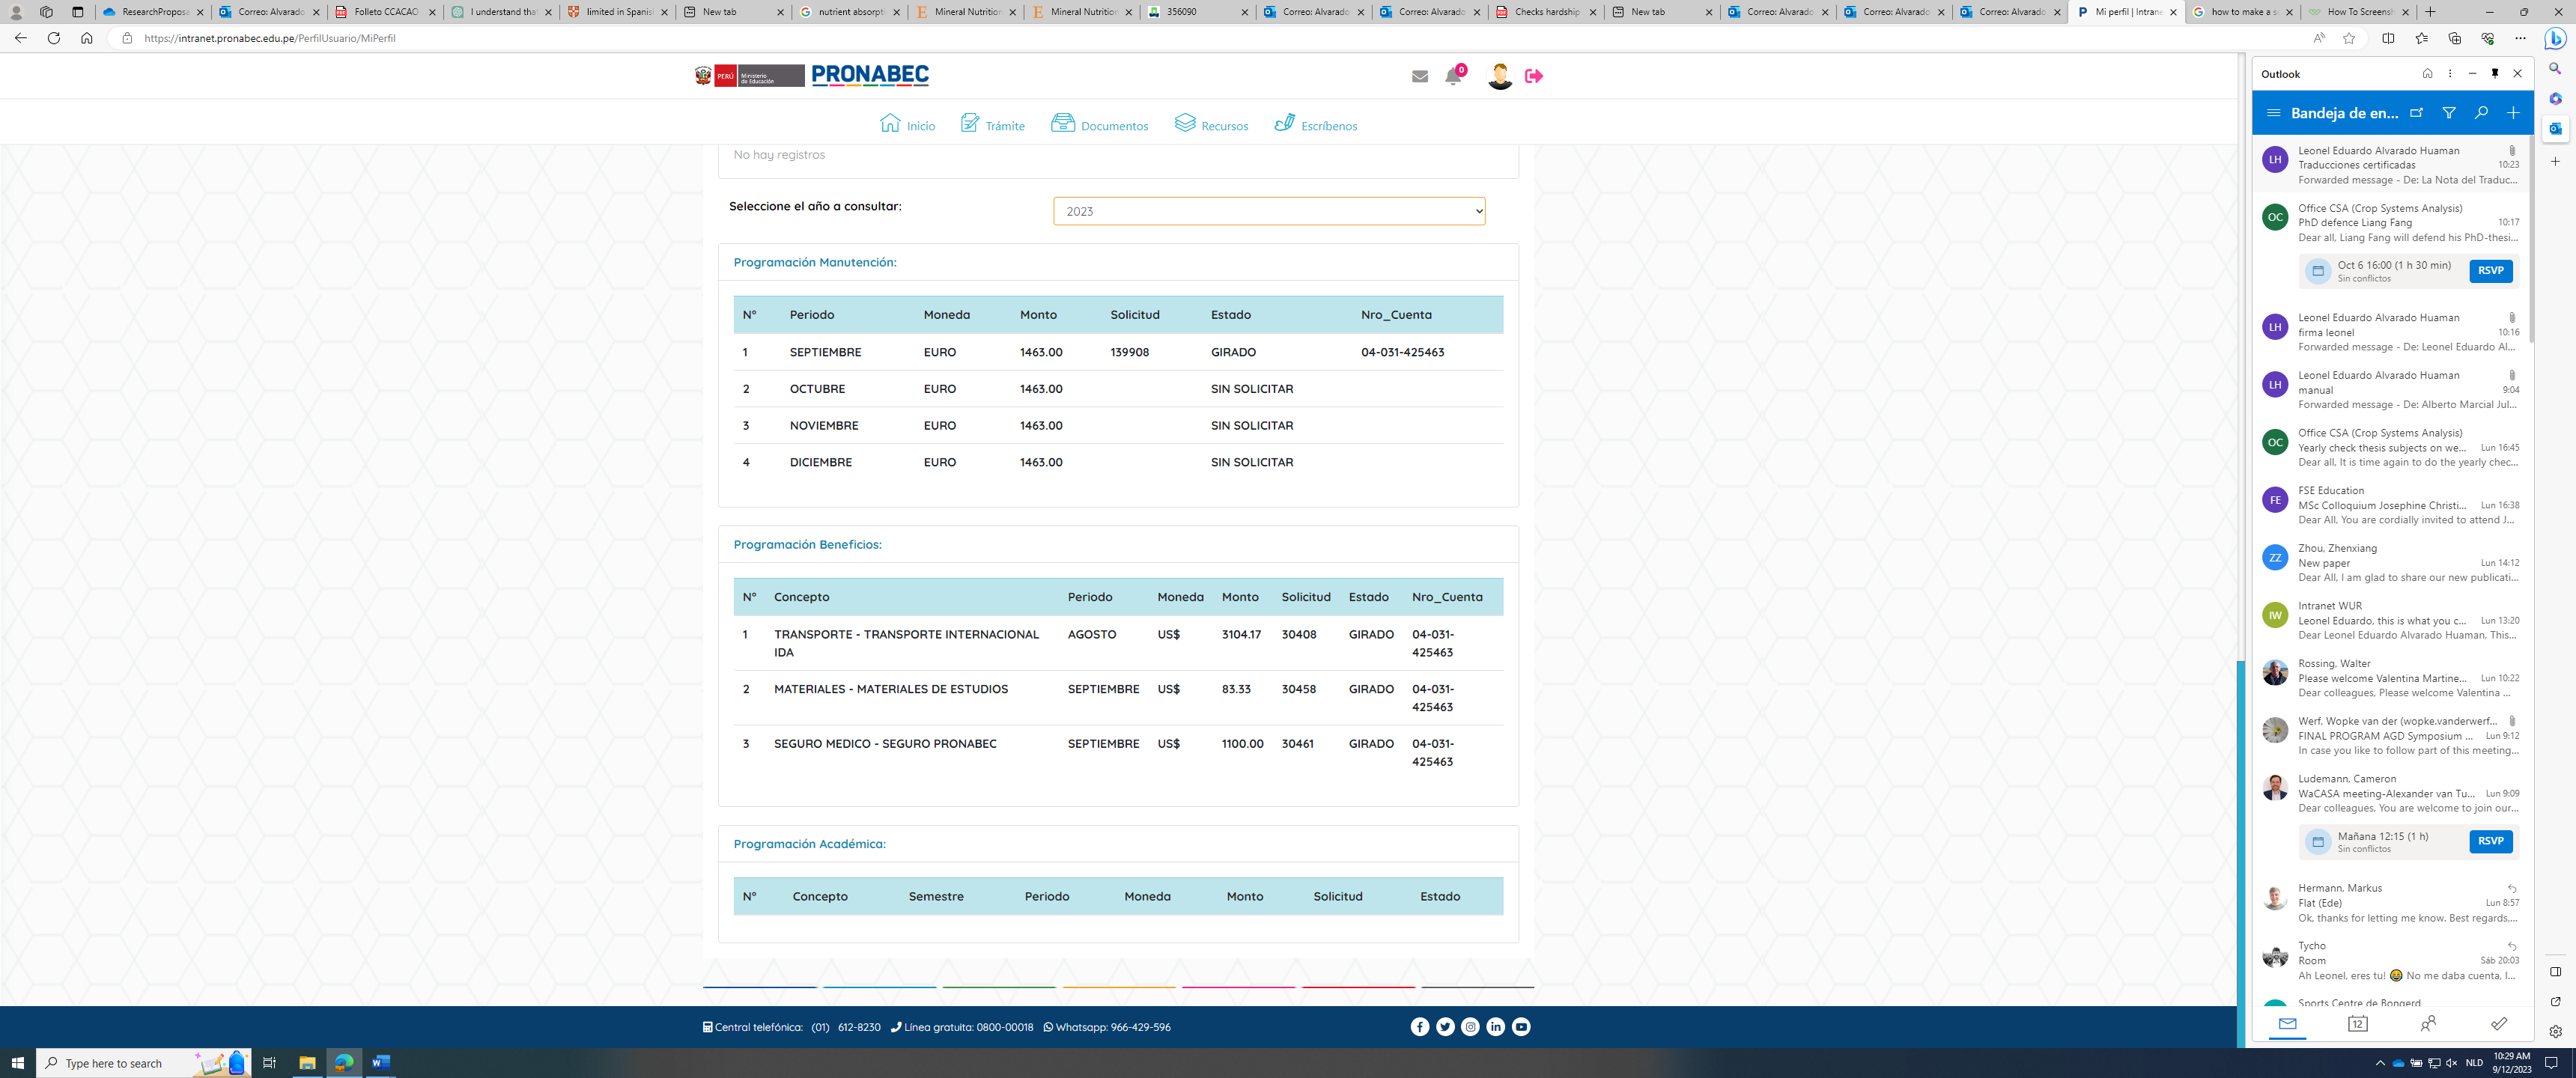 ResearchProposa
Correo: Alvarado
Folleto CCACAO
I understand that
limited in Spanish
New tab
nutrient absorpti
Mineral Nutrition
Mineral Nutrition
356090
Correo: Alvarado
Correo: Alvarado
Checks hardship
New tab
Correo: Alvarado
Correo: Alvarado
Correo: Alvarado
Mi perfil | Intrane
how to make a s
How To Screensh
https://intranet.pronabec.edu.pe/PerfilUsuario/MiPerfil
PERÚ Ministerio de Educación PRONABEC
0
Inicio Trámite Documentos Recursos Escríbenos
No hay registros
Seleccione el año a consultar: 2023
Programación Manutención:
N° Periodo Moneda Monto Solicitud Estado Nro_Cuenta
1 SEPTIEMBRE EURO 1463.00 139908 GIRADO 04-031-425463
2 OCTUBRE EURO 1463.00 SIN SOLICITAR
3 NOVIEMBRE EURO 1463.00 SIN SOLICITAR
4 DICIEMBRE EURO 1463.00 SIN SOLICITAR
Programación Beneficios:
N° Concepto Periodo Moneda Monto Solicitud Estado Nro_Cuenta
1 TRANSPORTE - TRANSPORTE INTERNACIONAL AGOSTO US$ 3104.17 30408 GIRADO 04-031-
IDA 425463
2 MATERIALES - MATERIALES DE ESTUDIOS SEPTIEMBRE US$ 83.33 30458 GIRADO 04-031-
425463
3 SEGURO MEDICO - SEGURO PRONABEC SEPTIEMBRE US$ 1100.00 30461 GIRADO 04-031-
425463
Programación Académica:
N° Concepto Semestre Periodo Moneda Monto Solicitud Estado
Central telefónica: (01) 612-8230 Línea gratuita: 0800-00018 Whatsapp: 966-429-596
Outlook
Bandeja de en...
LH Leonel Eduardo Alvarado Huaman
Traducciones certificadas 10:23
Forwarded message - De: La Nota del Traduc...
OC Office CSA (Crop Systems Analysis)
PhD defence Liang Fang 10:17
Dear all, Liang Fang will defend his PhD-thesi...
Oct 6 16:00 (1 h 30 min) RSVP
Sin conflictos
LH Leonel Eduardo Alvarado Huaman
firma leonel 10:16
Forwarded message - De: Leonel Eduardo Al...
LH Leonel Eduardo Alvarado Huaman
manual 9:04
Forwarded message - De: Alberto Marcial Jul...
OC Office CSA (Crop Systems Analysis)
Yearly check thesis subjects on we... Lun 16:45
Dear all, It is time again to do the yearly chec...
FE FSE Education
MSc Colloquium Josephine Christi... Lun 16:38
Dear All, You are cordially invited to attend J...
ZZ Zhou, Zhenxiang
New paper Lun 14:12
Dear All, I am glad to share our new publicati...
IW Intranet WUR
Leonel Eduardo, this is what you c... Lun 13:20
Dear Leonel Eduardo Alvarado Huaman, This...
Rossing, Walter
Please welcome Valentina Martine... Lun 10:22
Dear colleagues, Please welcome Valentina ...
Werf, Wopke van der (wopke.vanderwerf...
FINAL PROGRAM AGD Symposium ... Lun 9:12
In case you like to follow part of this meeting...
Ludemann, Cameron
WaCASA meeting-Alexander van Tu... Lun 9:09
Dear colleagues, You are welcome to join our...
Mañana 12:15 (1 h) RSVP
Sin conflictos
Hermann, Markus
Flat (Ede) Lun 8:57
Ok, thanks for letting me know. Best regards,...
Tycho
Room Sáb 20:03
Ah Leonel, eres tu! 😂 No me daba cuenta, l...
Sports Centre de Bongerd
12
Type here to search
NLD
10:29 AM
9/12/2023